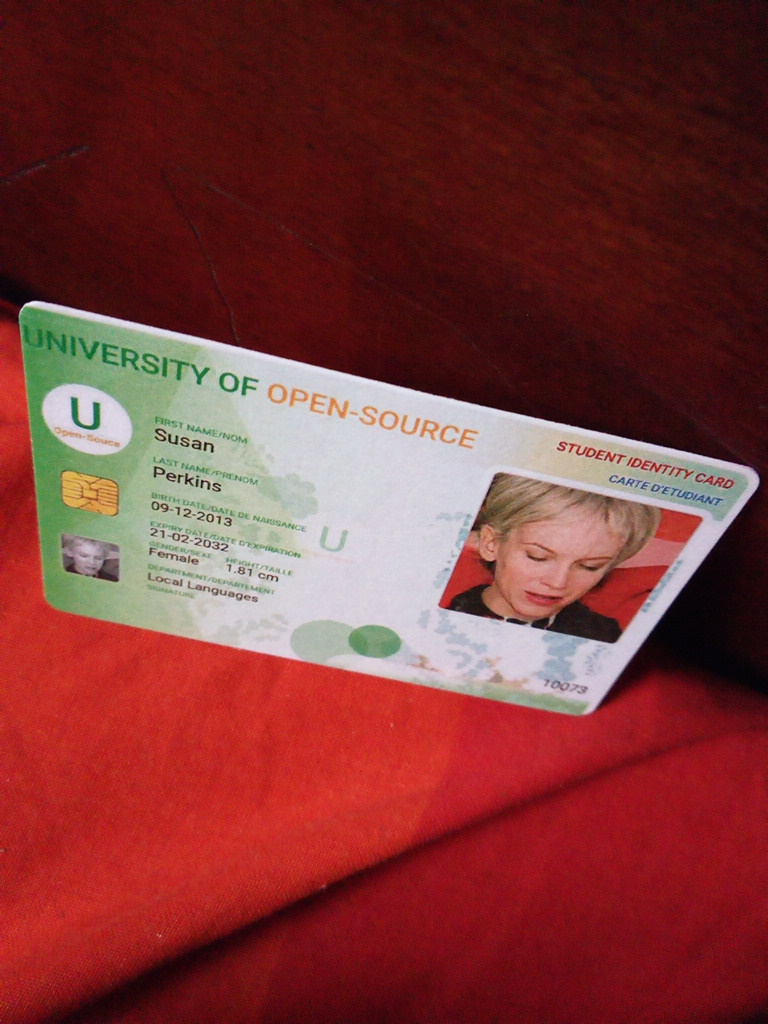 UNIVERSITY OF OPEN-SOURCE
STUDENT IDENTITY CARD
CARTE D'ETUDIANT
U
Open-Souce
FIRST NAME/NOM
Susan
LAST NAME/PRENOM
Perkins
BIRTH DATE/DATE DE NAISSANCE
09-12-2013
EXPIRY DATE/DATE D'EXPIRATION
21-02-2032
GENDER/SEXE HEIGHT/TAILLE
Female 1.81 cm
DEPARTMENT/DEPARTEMENT
Local Languages
SIGNATURE
U
10073